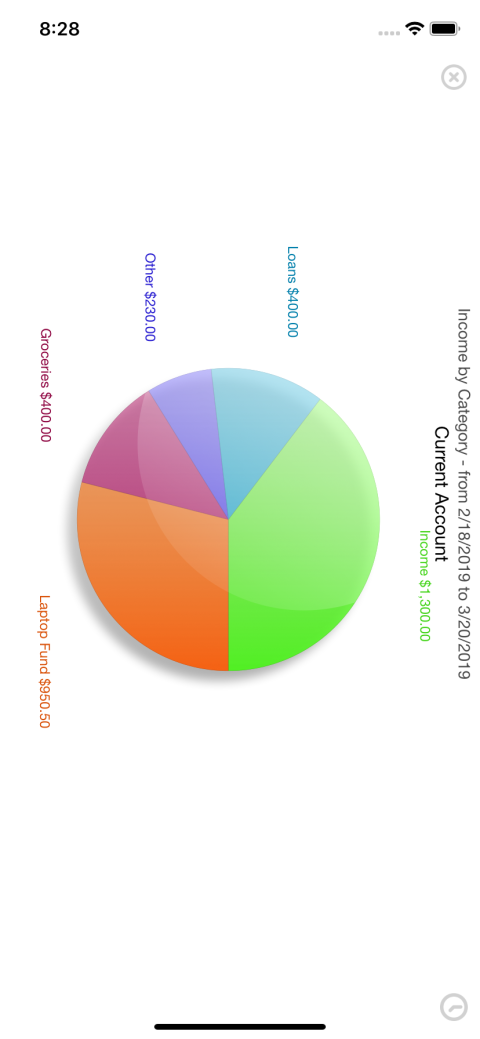 8:28
Income by Category - from 2/18/2019 to 3/20/2019
Current Account
Income $1,300.00
Loans $400.00
Other $230.00
Groceries $400.00
Laptop Fund $950.50